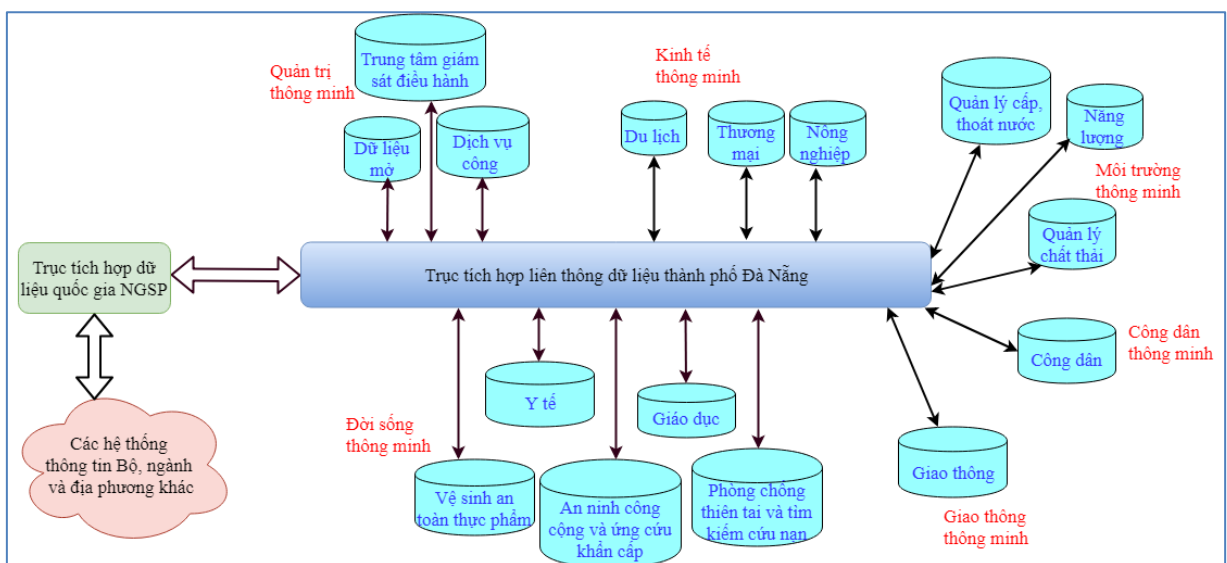 Quản trị
thông minh
Trung tâm giám
sát điều hành
Dữ liệu
mở
Dịch vụ
công
Kinh tế
thông minh
Du lịch
Thương
mại
Nông
nghiệp
Quản lý cấp,
thoát nước
Năng
lượng
Môi trường
thông minh
Quản lý
chất thải
Trục tích hợp dữ
liệu quốc gia NGSP
Trục tích hợp liên thông dữ liệu thành phố Đà Nẵng
Công dân
Công dân
thông minh
Các hệ thống
thông tin Bộ, ngành
và địa phương khác
Đời sống
thông minh
Y tế
Giáo dục
Vệ sinh an
toàn thực phẩm
An ninh công
cộng và ứng cứu
khẩn cấp
Phòng chống
thiên tai và tìm
kiếm cứu nạn
Giao thông
Giao thông
thông minh